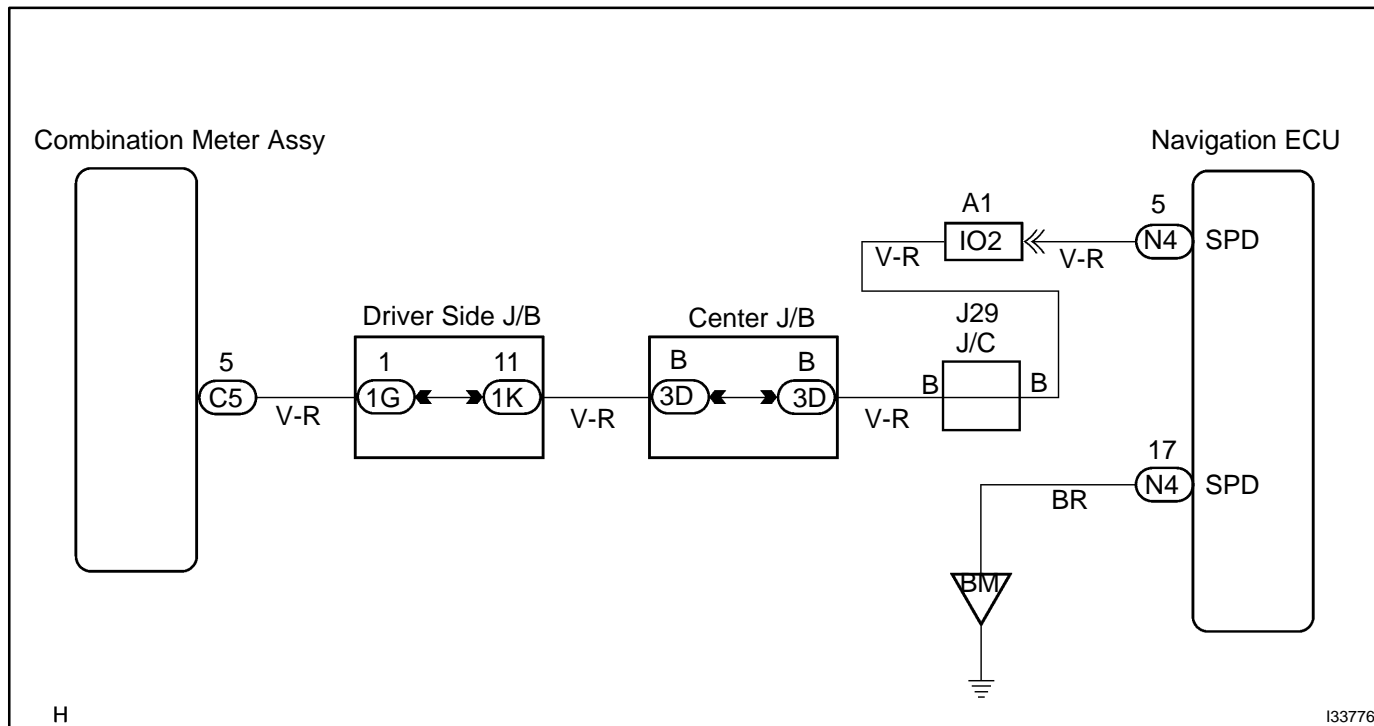 Combination Meter Assy
Navigation ECU
A1
IO2
V-R
V-R
5
N4
SPD
Driver Side J/B
Center J/B
J29
J/C
5
C5
V-R
1
1G
11
1K
V-R
B
3D
B
3D
V-R
B
B
17
N4
SPD
BR
BM
H
I33776